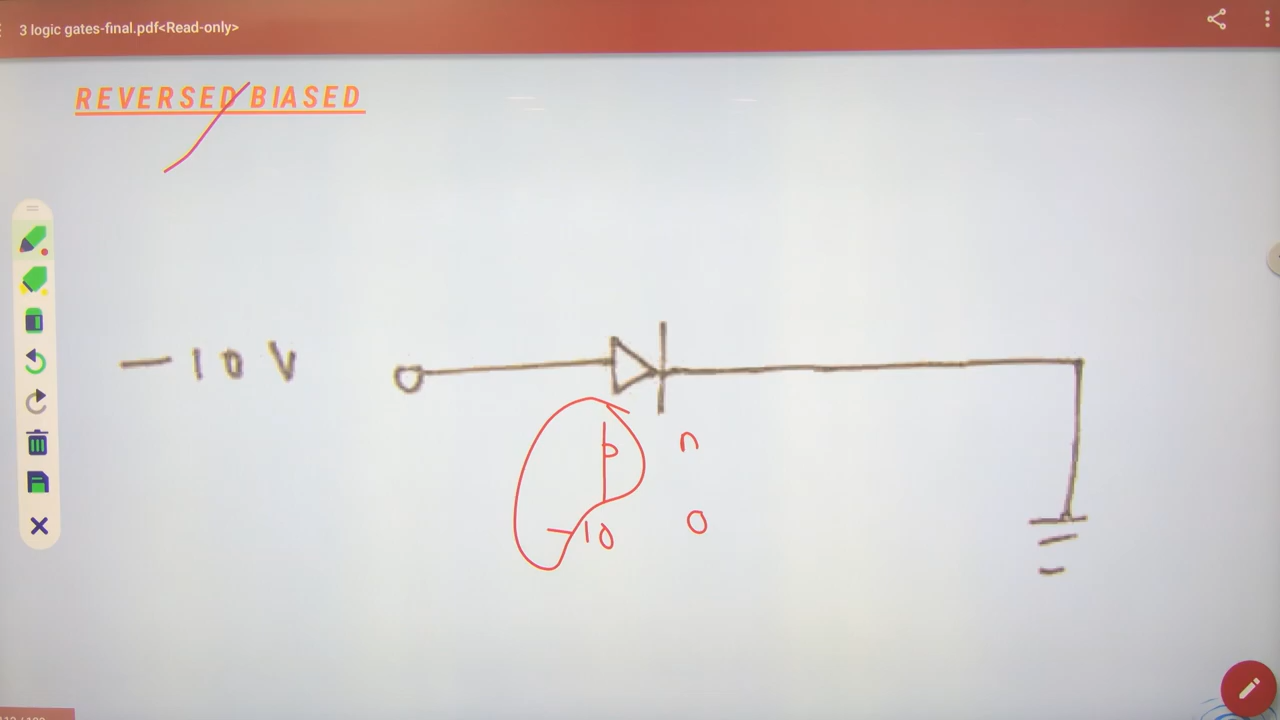 3 logic gates-final.pdf<Read-only>
REVERSED BIASED
- 10 V
P n
-10 0